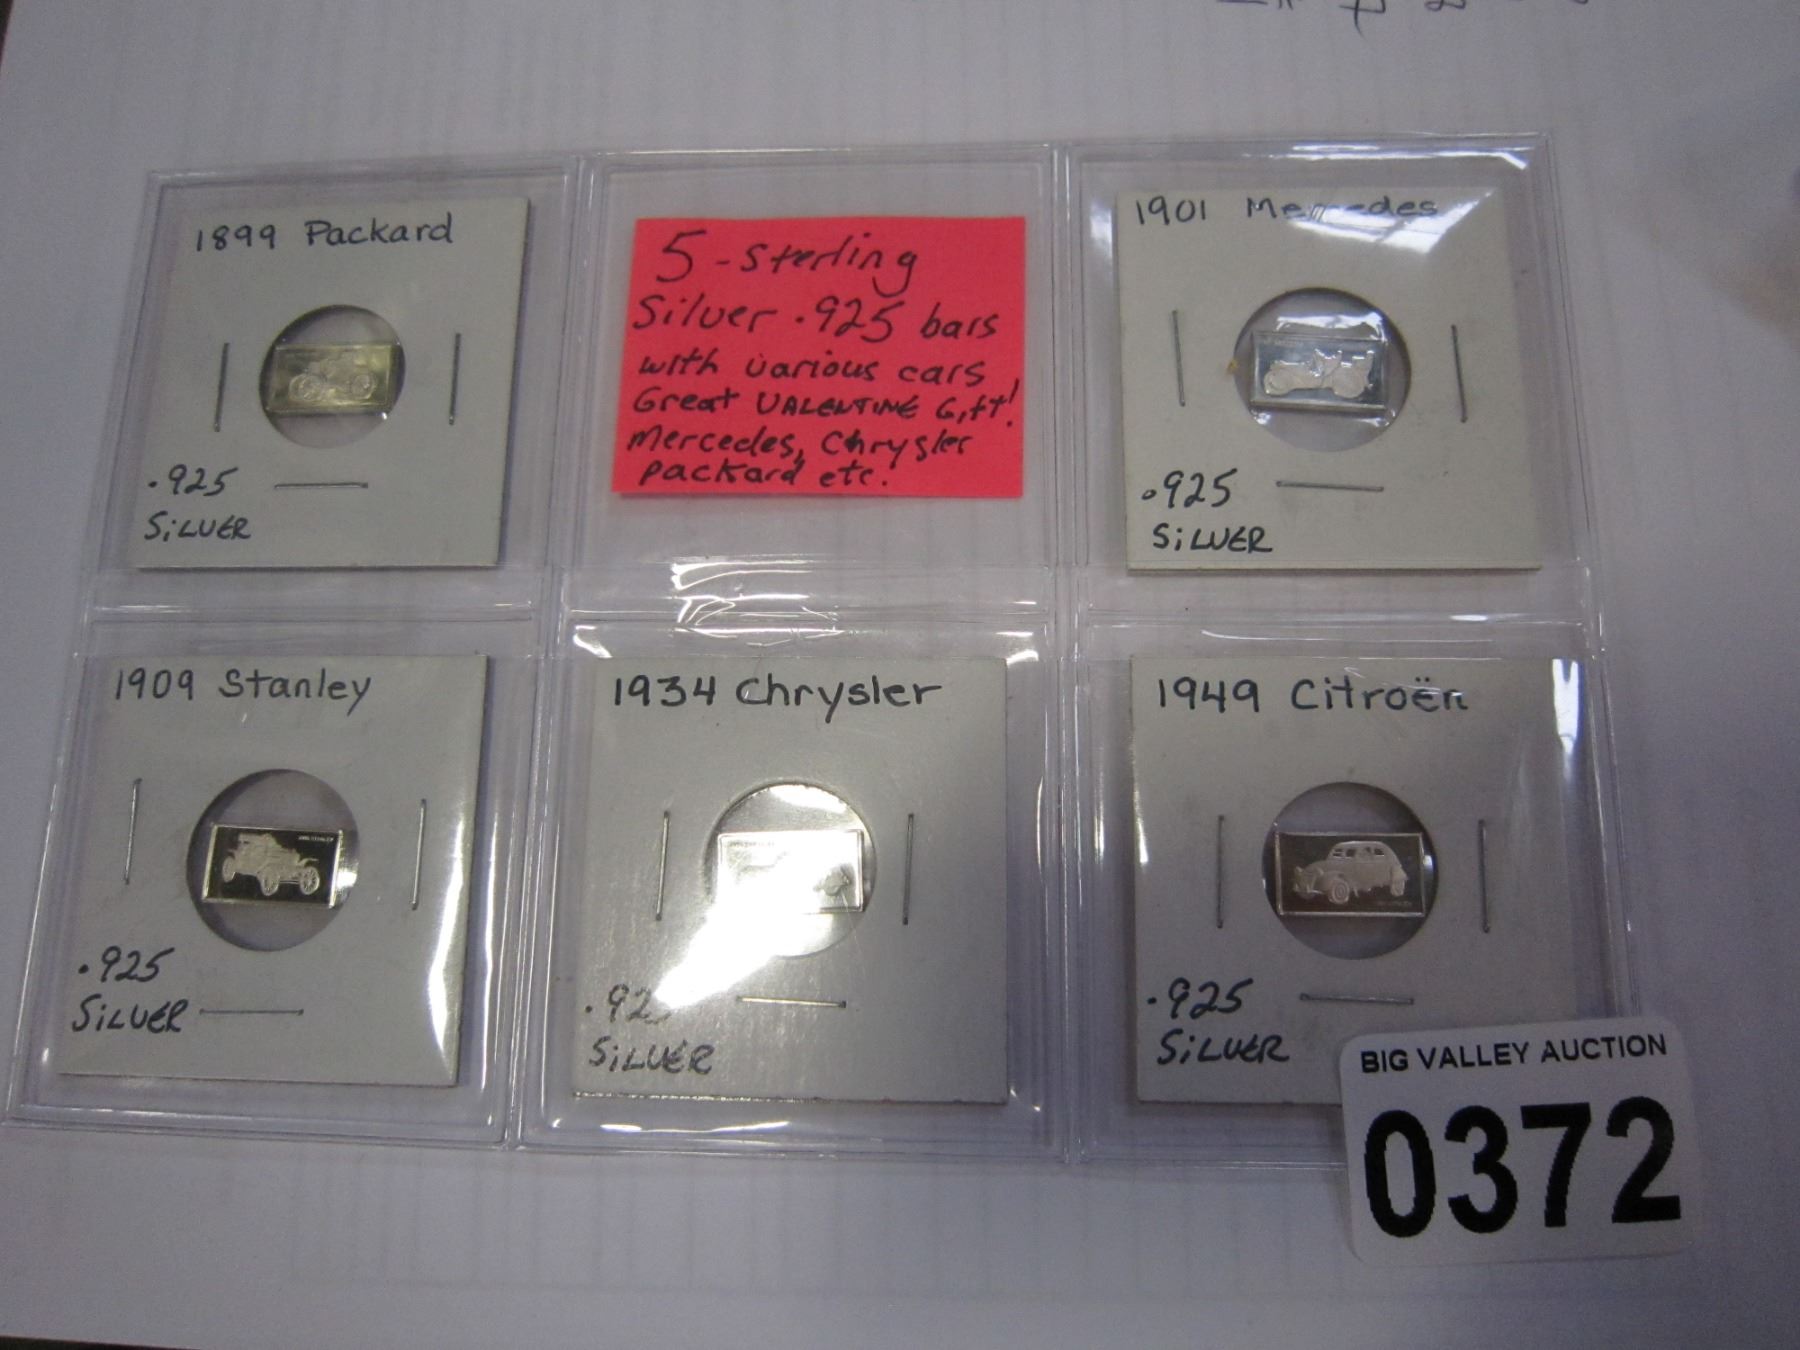 1899 Packard
.925
SILVER
5 - Sterling
Silver .925 bars
with various cars
Great VALENTINE Gift!
Mercedes, Chrysler
Packard etc.
1901 Mercedes
.925
SILVER
1909 Stanley
.925
SILVER
1934 Chrysler
SILVER
1949 Citroën
.925
SILVER
BIG VALLEY AUCTION
0372